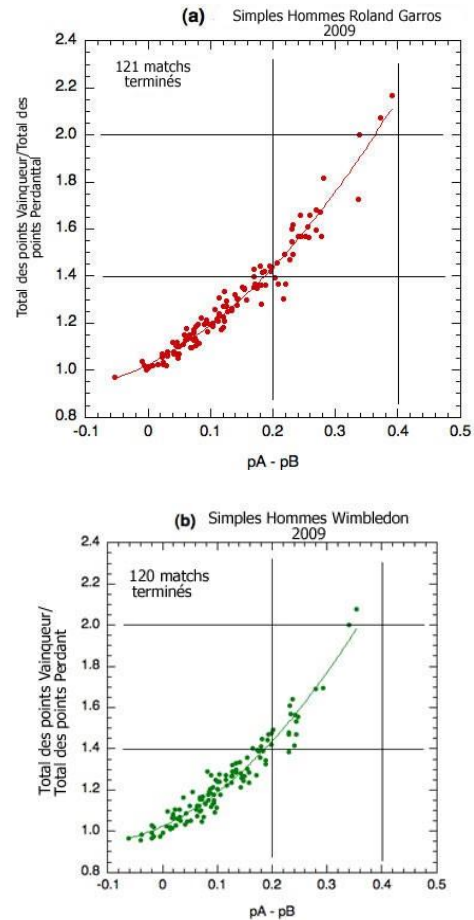 (a) Simples Hommes Roland Garros
2009
121 matchs
terminés
Total des points Vainqueur/Total des
points Perdanttal
2.4
2.2
2.0
1.8
1.6
1.4
1.2
1.0
0.8
-0.1 0 0.1 0.2 0.3 0.4 0.5
pA - pB
(b) Simples Hommes Wimbledon
2009
120 matchs
terminés
Total des points Vainqueur/
Total des points Perdant
2.4
2.2
2.0
1.8
1.6
1.4
1.2
1.0
0.8
-0.1 0 0.1 0.2 0.3 0.4 0.5
pA - pB